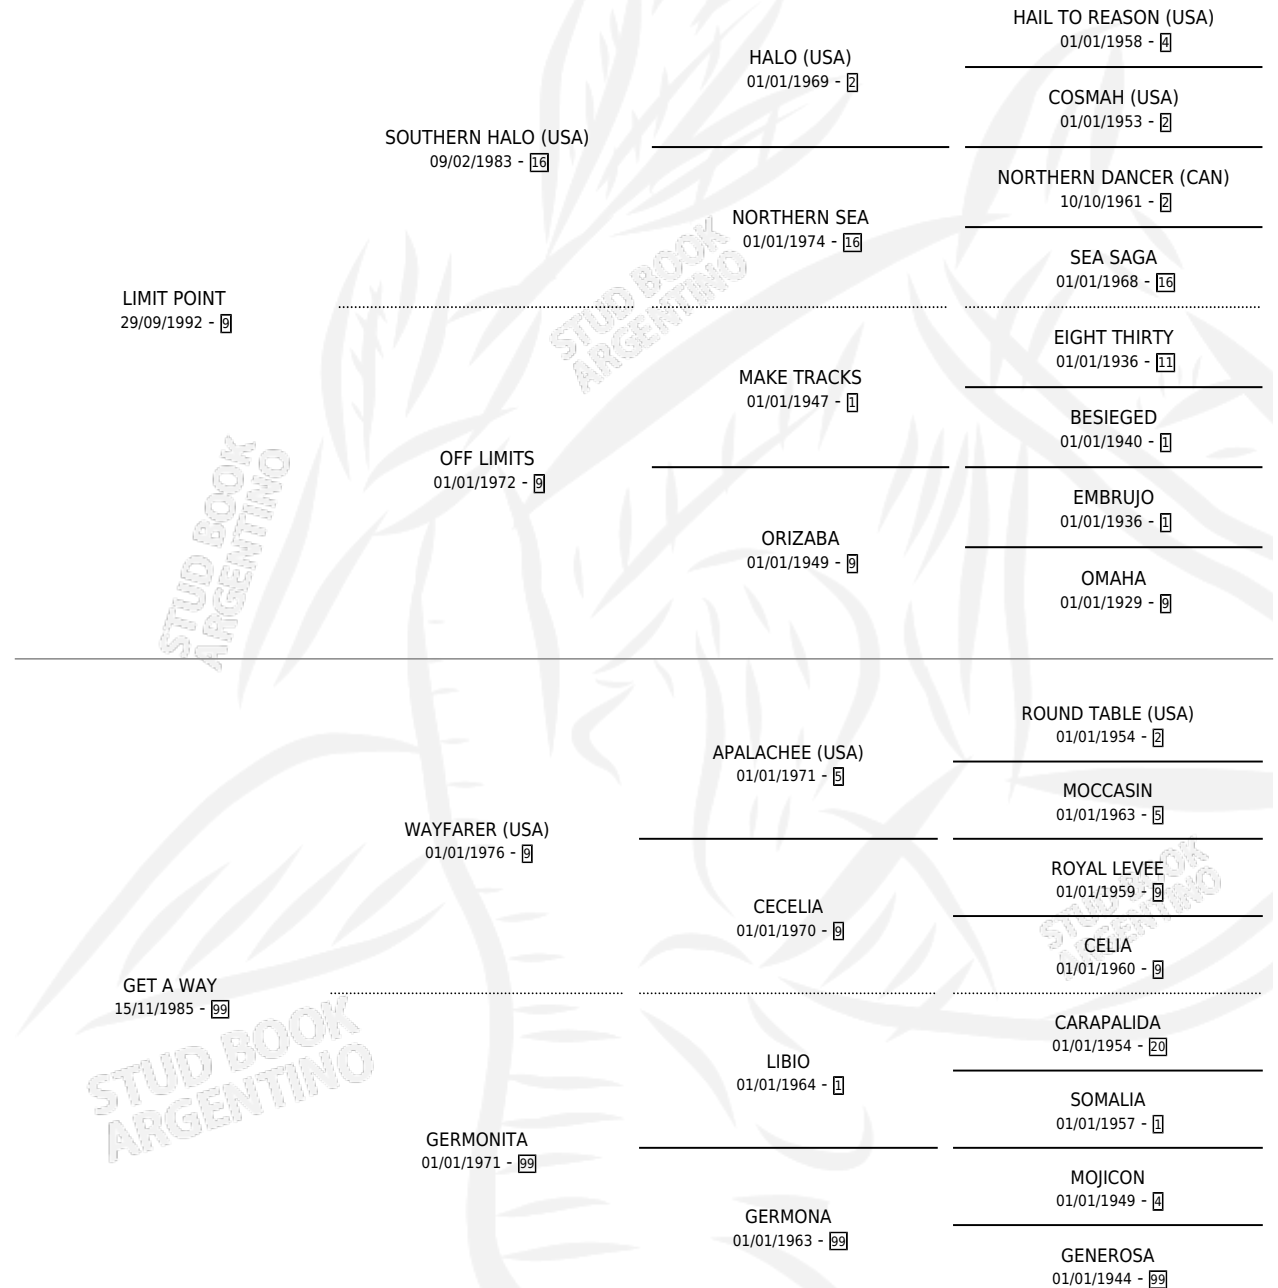 HAIL TO REASON (USA)
01/01/1958 - 4
HALO (USA)
01/01/1969 - 2
COSMAH (USA)
01/01/1953 - 2
SOUTHERN HALO (USA)
09/02/1983 - 16
NORTHERN DANCER (CAN)
10/10/1961 - 2
NORTHERN SEA
01/01/1974 - 16
SEA SAGA
01/01/1968 - 16
LIMIT POINT
29/09/1992 - 9
STUD BOOK
ARGENTINO
EIGHT THIRTY
01/01/1936 - 11
MAKE TRACKS
01/01/1947 - 1
BESIEGED
01/01/1940 - 1
OFF LIMITS
01/01/1972 - 9
EMBRUJO
01/01/1936 - 1
ORIZABA
01/01/1949 - 9
OMAHA
01/01/1929 - 9
STUD BOOK
ARGENTINO
ROUND TABLE (USA)
01/01/1954 - 2
APALACHEE (USA)
01/01/1971 - 5
MOCCASIN
01/01/1963 - 5
WAYFARER (USA)
01/01/1976 - 9
ROYAL LEVEE
01/01/1959 - 9
CECELIA
01/01/1970 - 9
CELIA
01/01/1960 - 9
STUD BOOK
ARGENTINO
GET A WAY
15/11/1985 - 99
CARAPALIDA
01/01/1954 - 20
LIBIO
01/01/1964 - 1
SOMALIA
01/01/1957 - 1
STUD BOOK
ARGENTINO
GERMONITA
01/01/1971 - 99
MOJICON
01/01/1949 - 4
GERMONA
01/01/1963 - 99
GENEROSA
01/01/1944 - 99